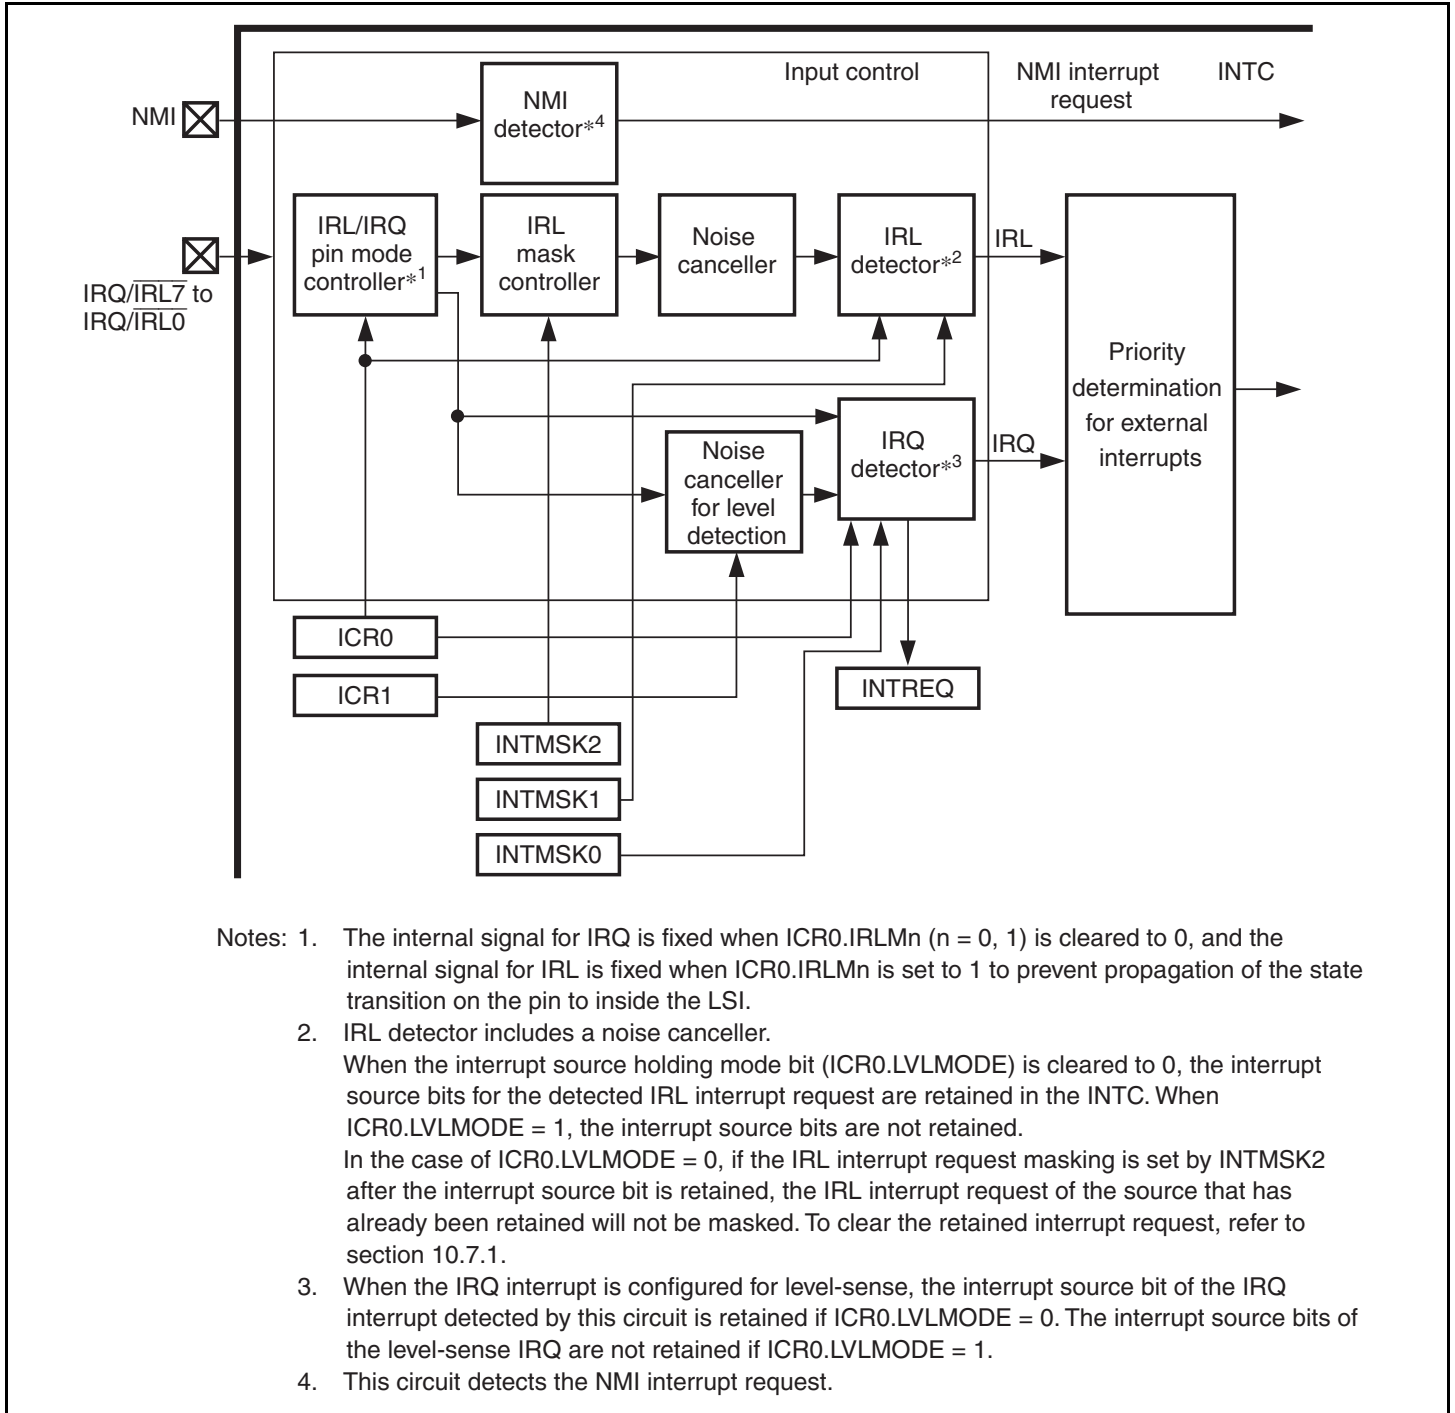 Input control
NMI interrupt
request
INTC
NMI
NMI
detector*4
IRQ/IRL7 to
IRQ/IRL0
IRL/IRQ
pin mode
controller*1
IRL
mask
controller
Noise
canceller
IRL
detector*2
IRL
Priority
determination
for external
interrupts
Noise
canceller
for level
detection
IRQ
detector*3
IRQ
ICR0
ICR1
INTREQ
INTMSK2
INTMSK1
INTMSK0
Notes: 1. The internal signal for IRQ is fixed when ICR0.IRLMn (n = 0, 1) is cleared to 0, and the
internal signal for IRL is fixed when ICR0.IRLMn is set to 1 to prevent propagation of the state
transition on the pin to inside the LSI.
2. IRL detector includes a noise canceller.
When the interrupt source holding mode bit (ICR0.LVLMODE) is cleared to 0, the interrupt
source bits for the detected IRL interrupt request are retained in the INTC. When
ICR0.LVLMODE = 1, the interrupt source bits are not retained.
In the case of ICR0.LVLMODE = 0, if the IRL interrupt request masking is set by INTMSK2
after the interrupt source bit is retained, the IRL interrupt request of the source that has
already been retained will not be masked. To clear the retained interrupt request, refer to
section 10.7.1.
3. When the IRQ interrupt is configured for level-sense, the interrupt source bit of the IRQ
interrupt detected by this circuit is retained if ICR0.LVLMODE = 0. The interrupt source bits of
the level-sense IRQ are not retained if ICR0.LVLMODE = 1.
4. This circuit detects the NMI interrupt request.